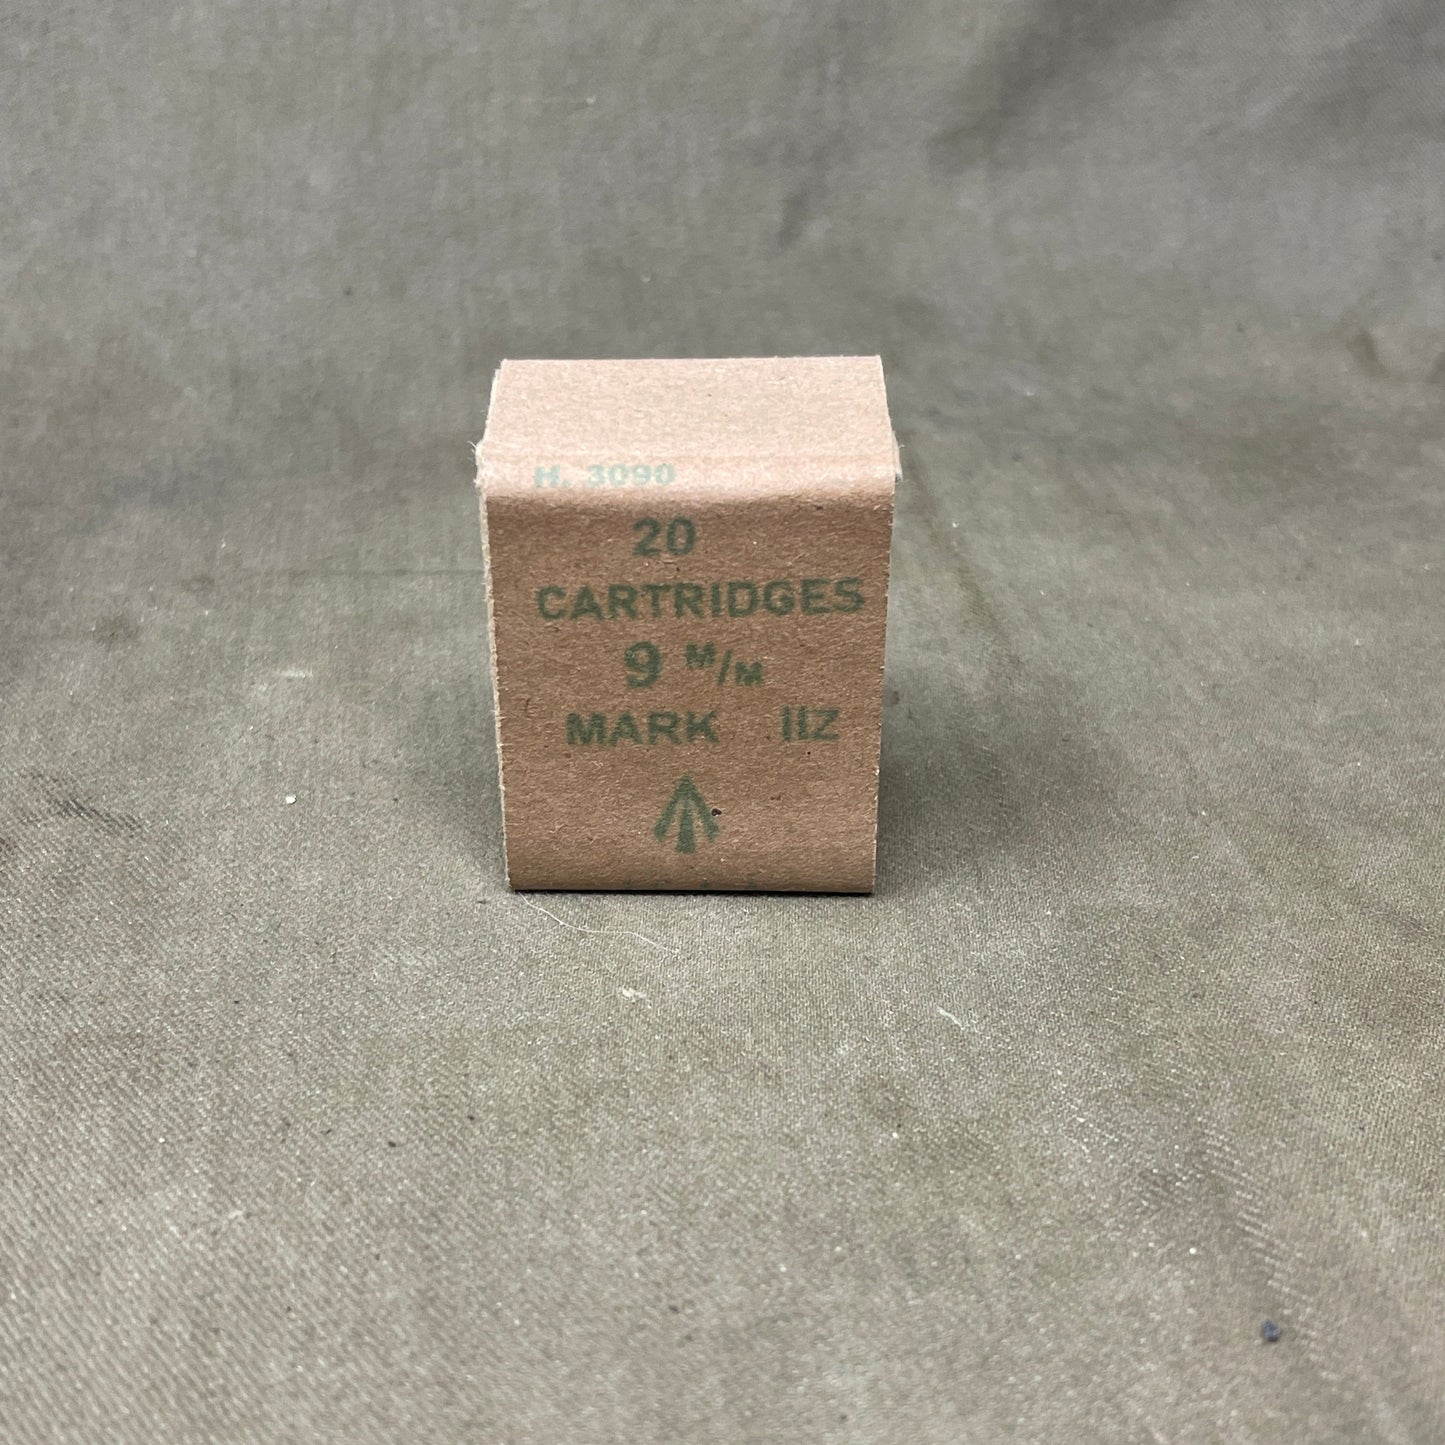 H. 3090
20
CARTRIDGES
9 M/M
MARK IIZ